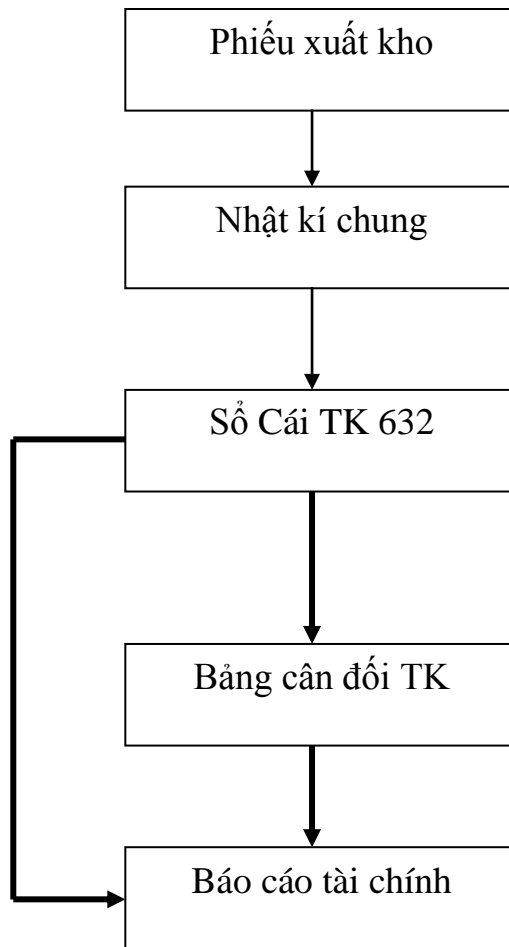 Phiếu xuất kho
Nhật kí chung
Sổ Cái TK 632
Bảng cân đối TK
Báo cáo tài chính